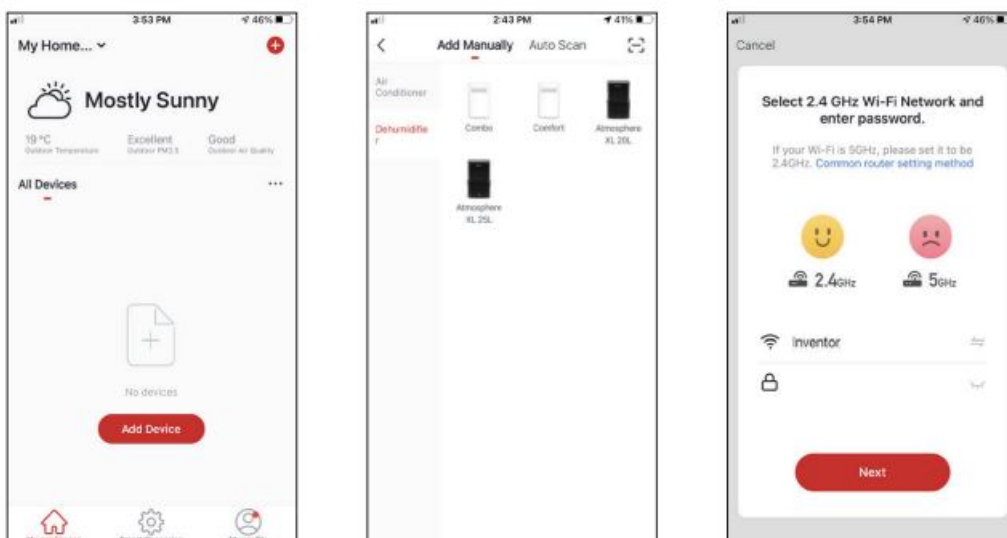 3:53 PM
46%
My Home...
Mostly Sunny
19 °C
Excellent
Good
Outdoor Temperature
Outdoor PM2.5
Outdoor Air Quality
All Devices
...
No devices
Add Device
2:43 PM
41%
Add Manually
Auto Scan
Air
Conditioner
Dehumidifie
r
Combo
Comfort
Atmosphere
XL 20L
Atmosphere
XL 25L
3:54 PM
46%
Cancel
Select 2.4 GHz Wi-Fi Network and
enter password.
If your Wi-Fi is 5GHz, please set it to be
2.4GHz. Common router setting method
2.4GHz
5GHz
Inventor
Next